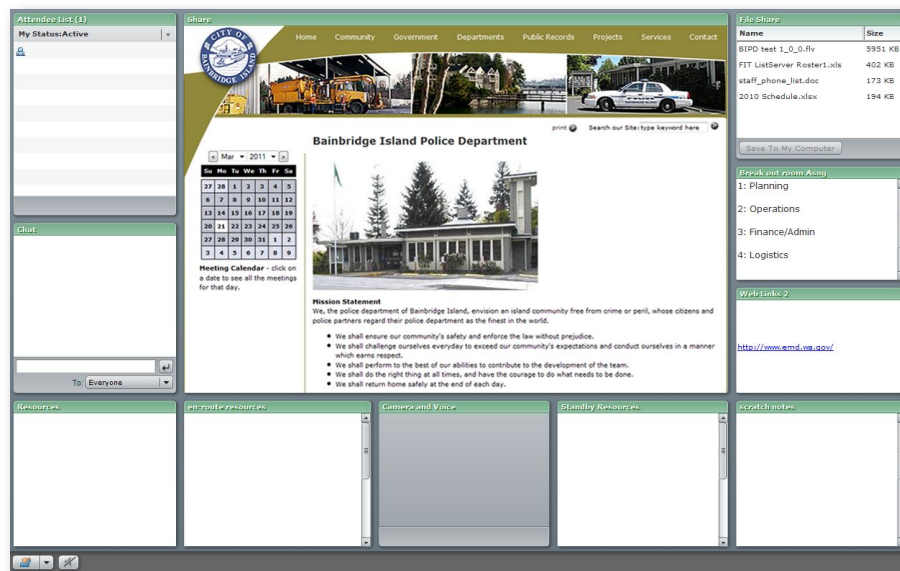 Attendee List (1)
My Status:Active
Chat
To: Everyone
Share
CITY OF
BAINBRIDGE ISLAND
Home Community Government Departments Public Records Projects Services Contact
print Search our Site: type keyword here
Bainbridge Island Police Department
Mar 2011
Su Mo Tu We Th Fr Sa
27 28 1 2 3 4 5
6 7 8 9 10 11 12
13 14 15 16 17 18 19
20 21 22 23 24 25 26
27 28 29 30 31 1 2
3 4 5 6 7 8 9
Meeting Calendar - click on
a date to see all the meetings
for that day.
Mission Statement
We, the police department of Bainbridge Island, envision an island community free from crime or peril, whose citizens and
police partners regard their police department as the finest in the world.
We shall ensure our community's safety and enforce the law without prejudice.
We shall challenge ourselves everyday to exceed our community's expectations and conduct ourselves in a manner
which earns respect.
We shall perform to the best of our abilities to contribute to the development of the team.
We shall do the right thing at all times, and have the courage to do what needs to be done.
We shall return home safely at the end of each day.
File Share
Name Size
BIPD test 1_0_0.flv 5951 KB
FIT ListServer Roster1.xls 402 KB
staff_phone_list.doc 173 KB
2010 Schedule.xlsx 194 KB
Save To My Computer
Break out room Asng
1: Planning
2: Operations
3: Finance/Admin
4: Logistics
Web Links 2
http://www.emd.wa.gov/
Resources
en-route resources
Camera and Voice
Standby Resources
scratch notes